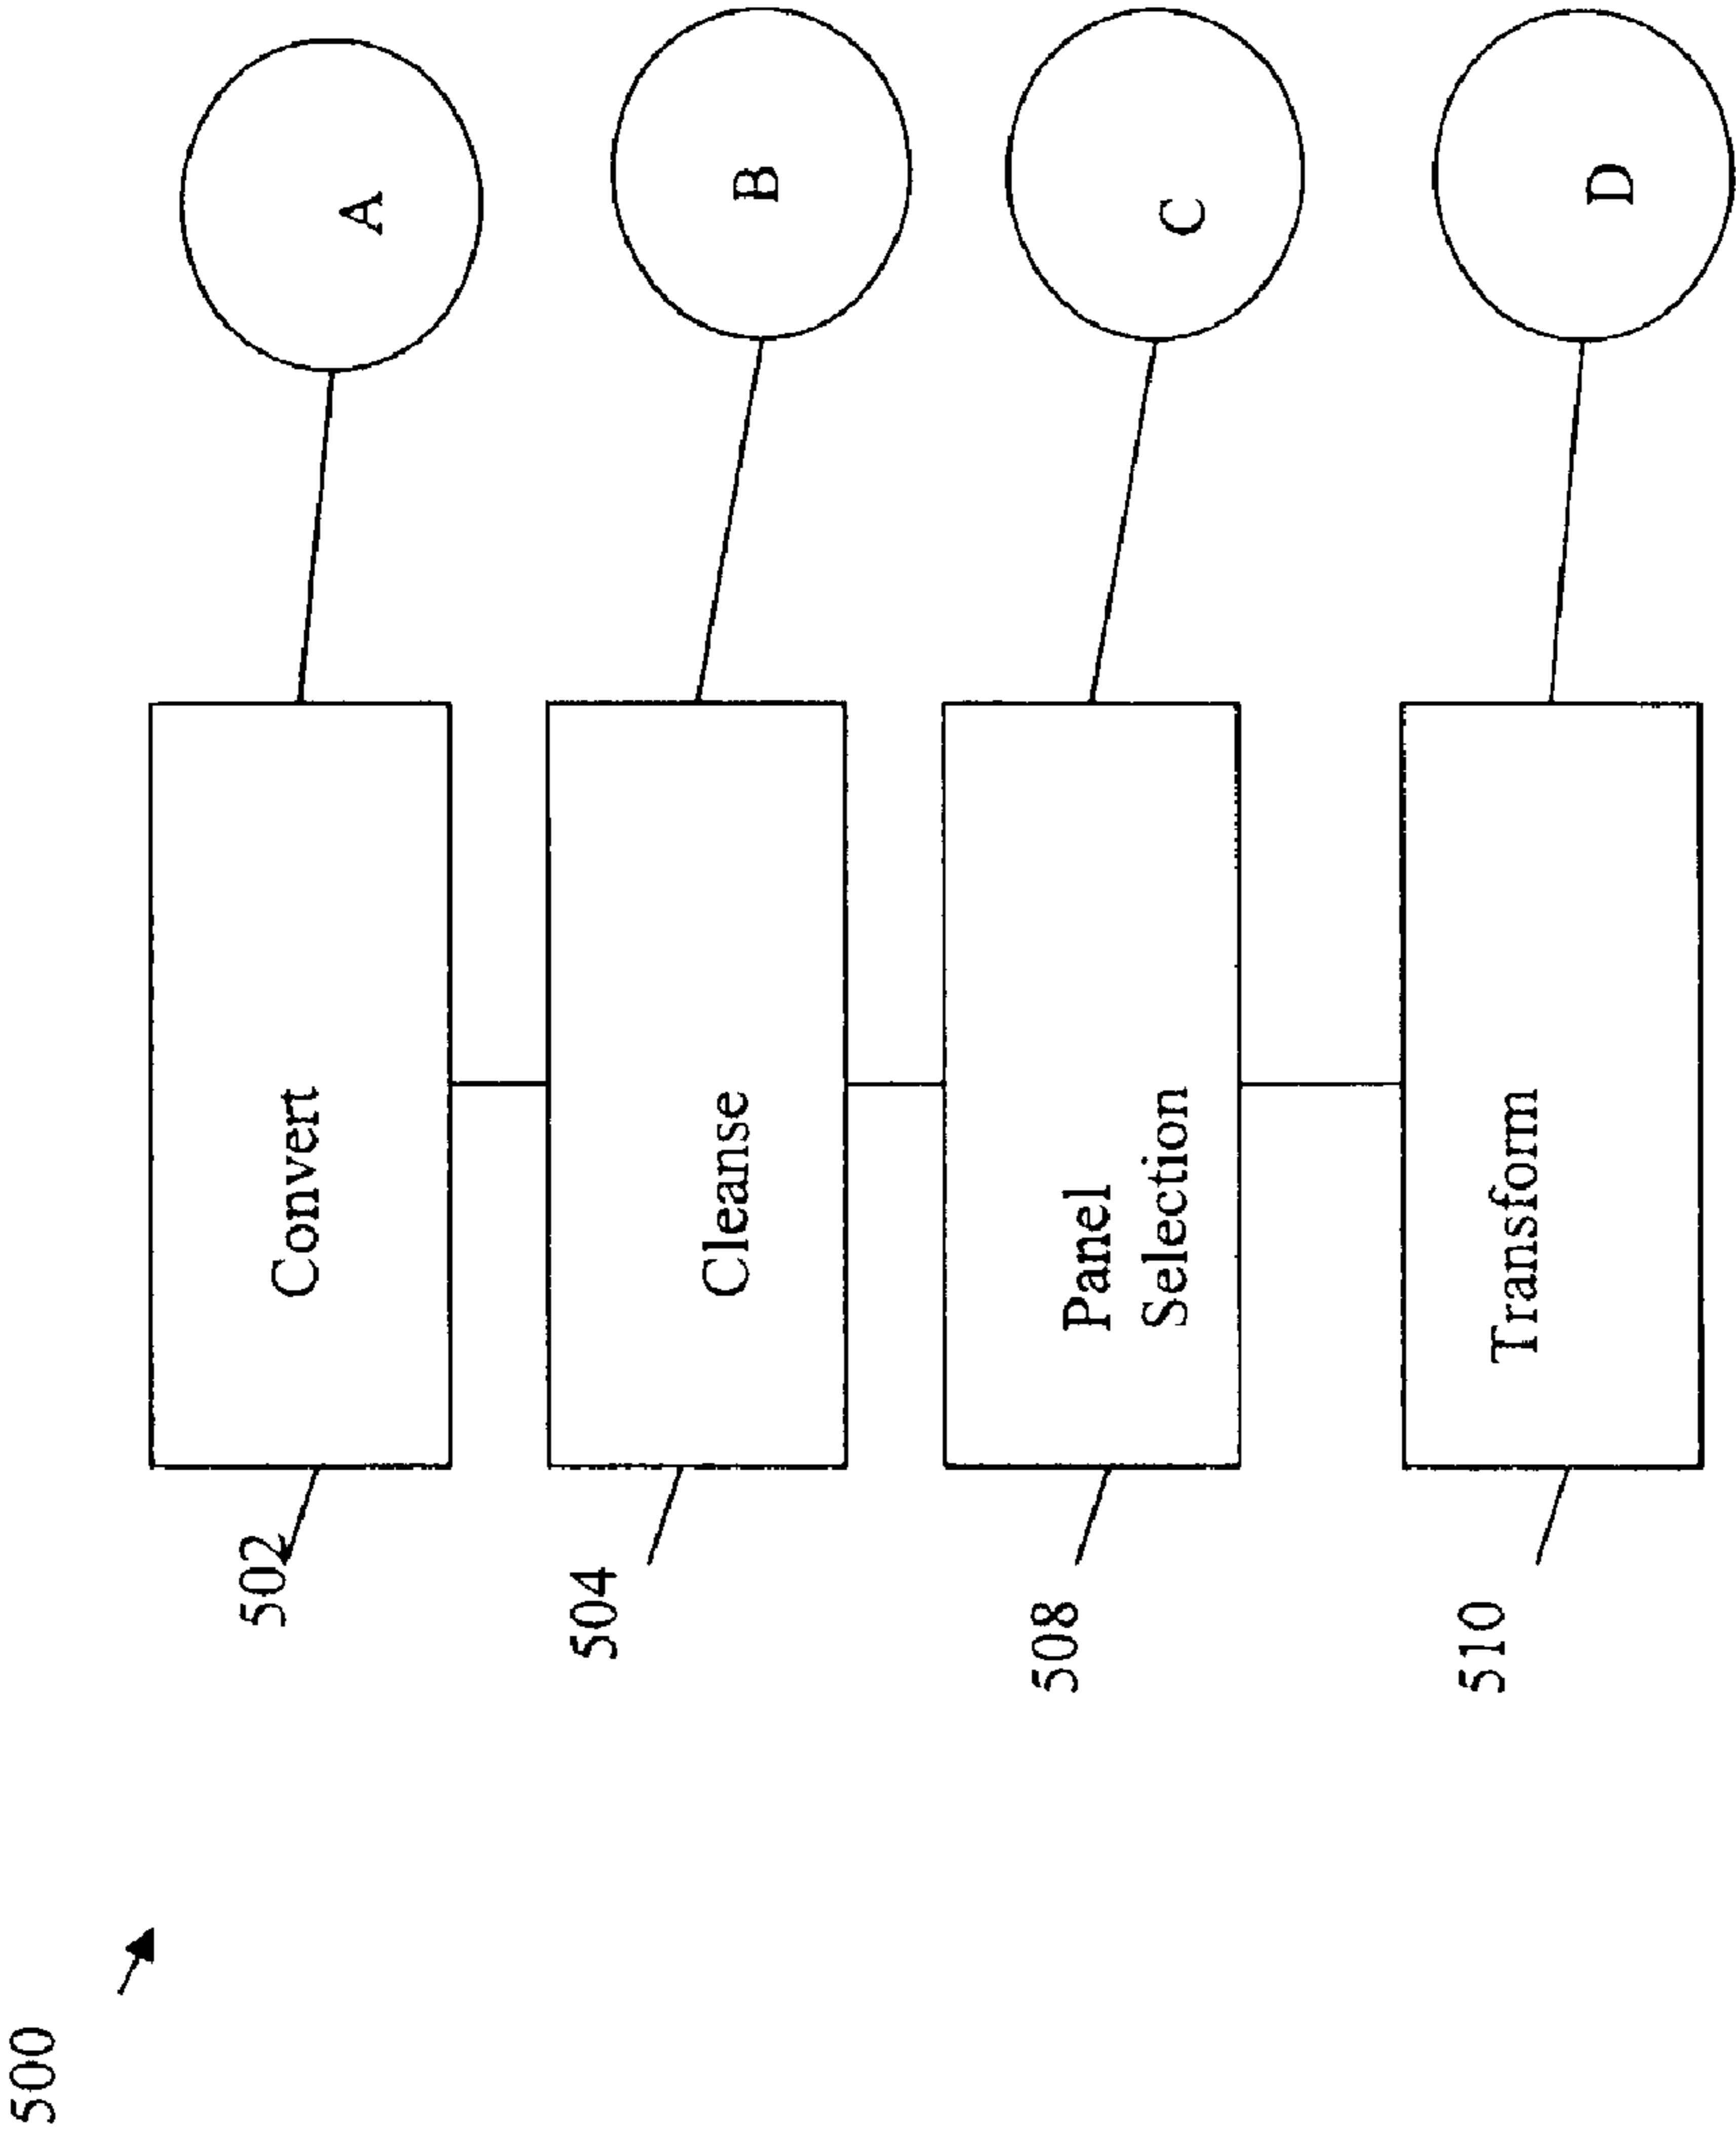 500
502
Convert
A
504
Cleanse
B
508
Panel
Selection
C
510
Transform
D